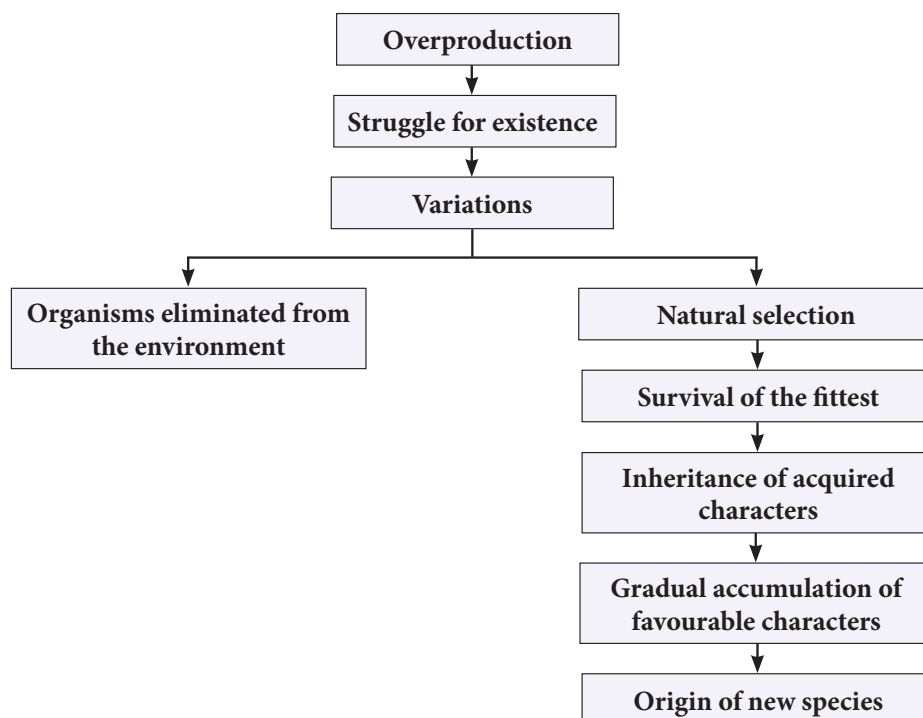 Overproduction
Struggle for existence
Variations
Organisms eliminated from
the environment
Natural selection
Survival of the fittest
Inheritance of acquired
characters
Gradual accumulation of
favourable characters
Origin of new species